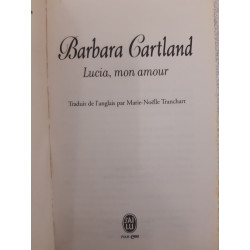 Barbara Cartland
Lucia, mon amour
Traduit de l'anglais par Marie-Noëlle Tranchart
J'AI
LU